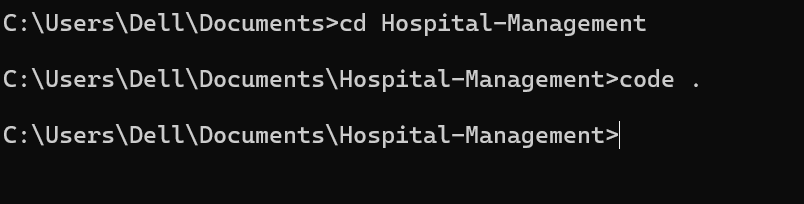 C:\Users\Dell\Documents>cd Hospital-Management
C:\Users\Dell\Documents\Hospital-Management>code .
C:\Users\Dell\Documents\Hospital-Management>